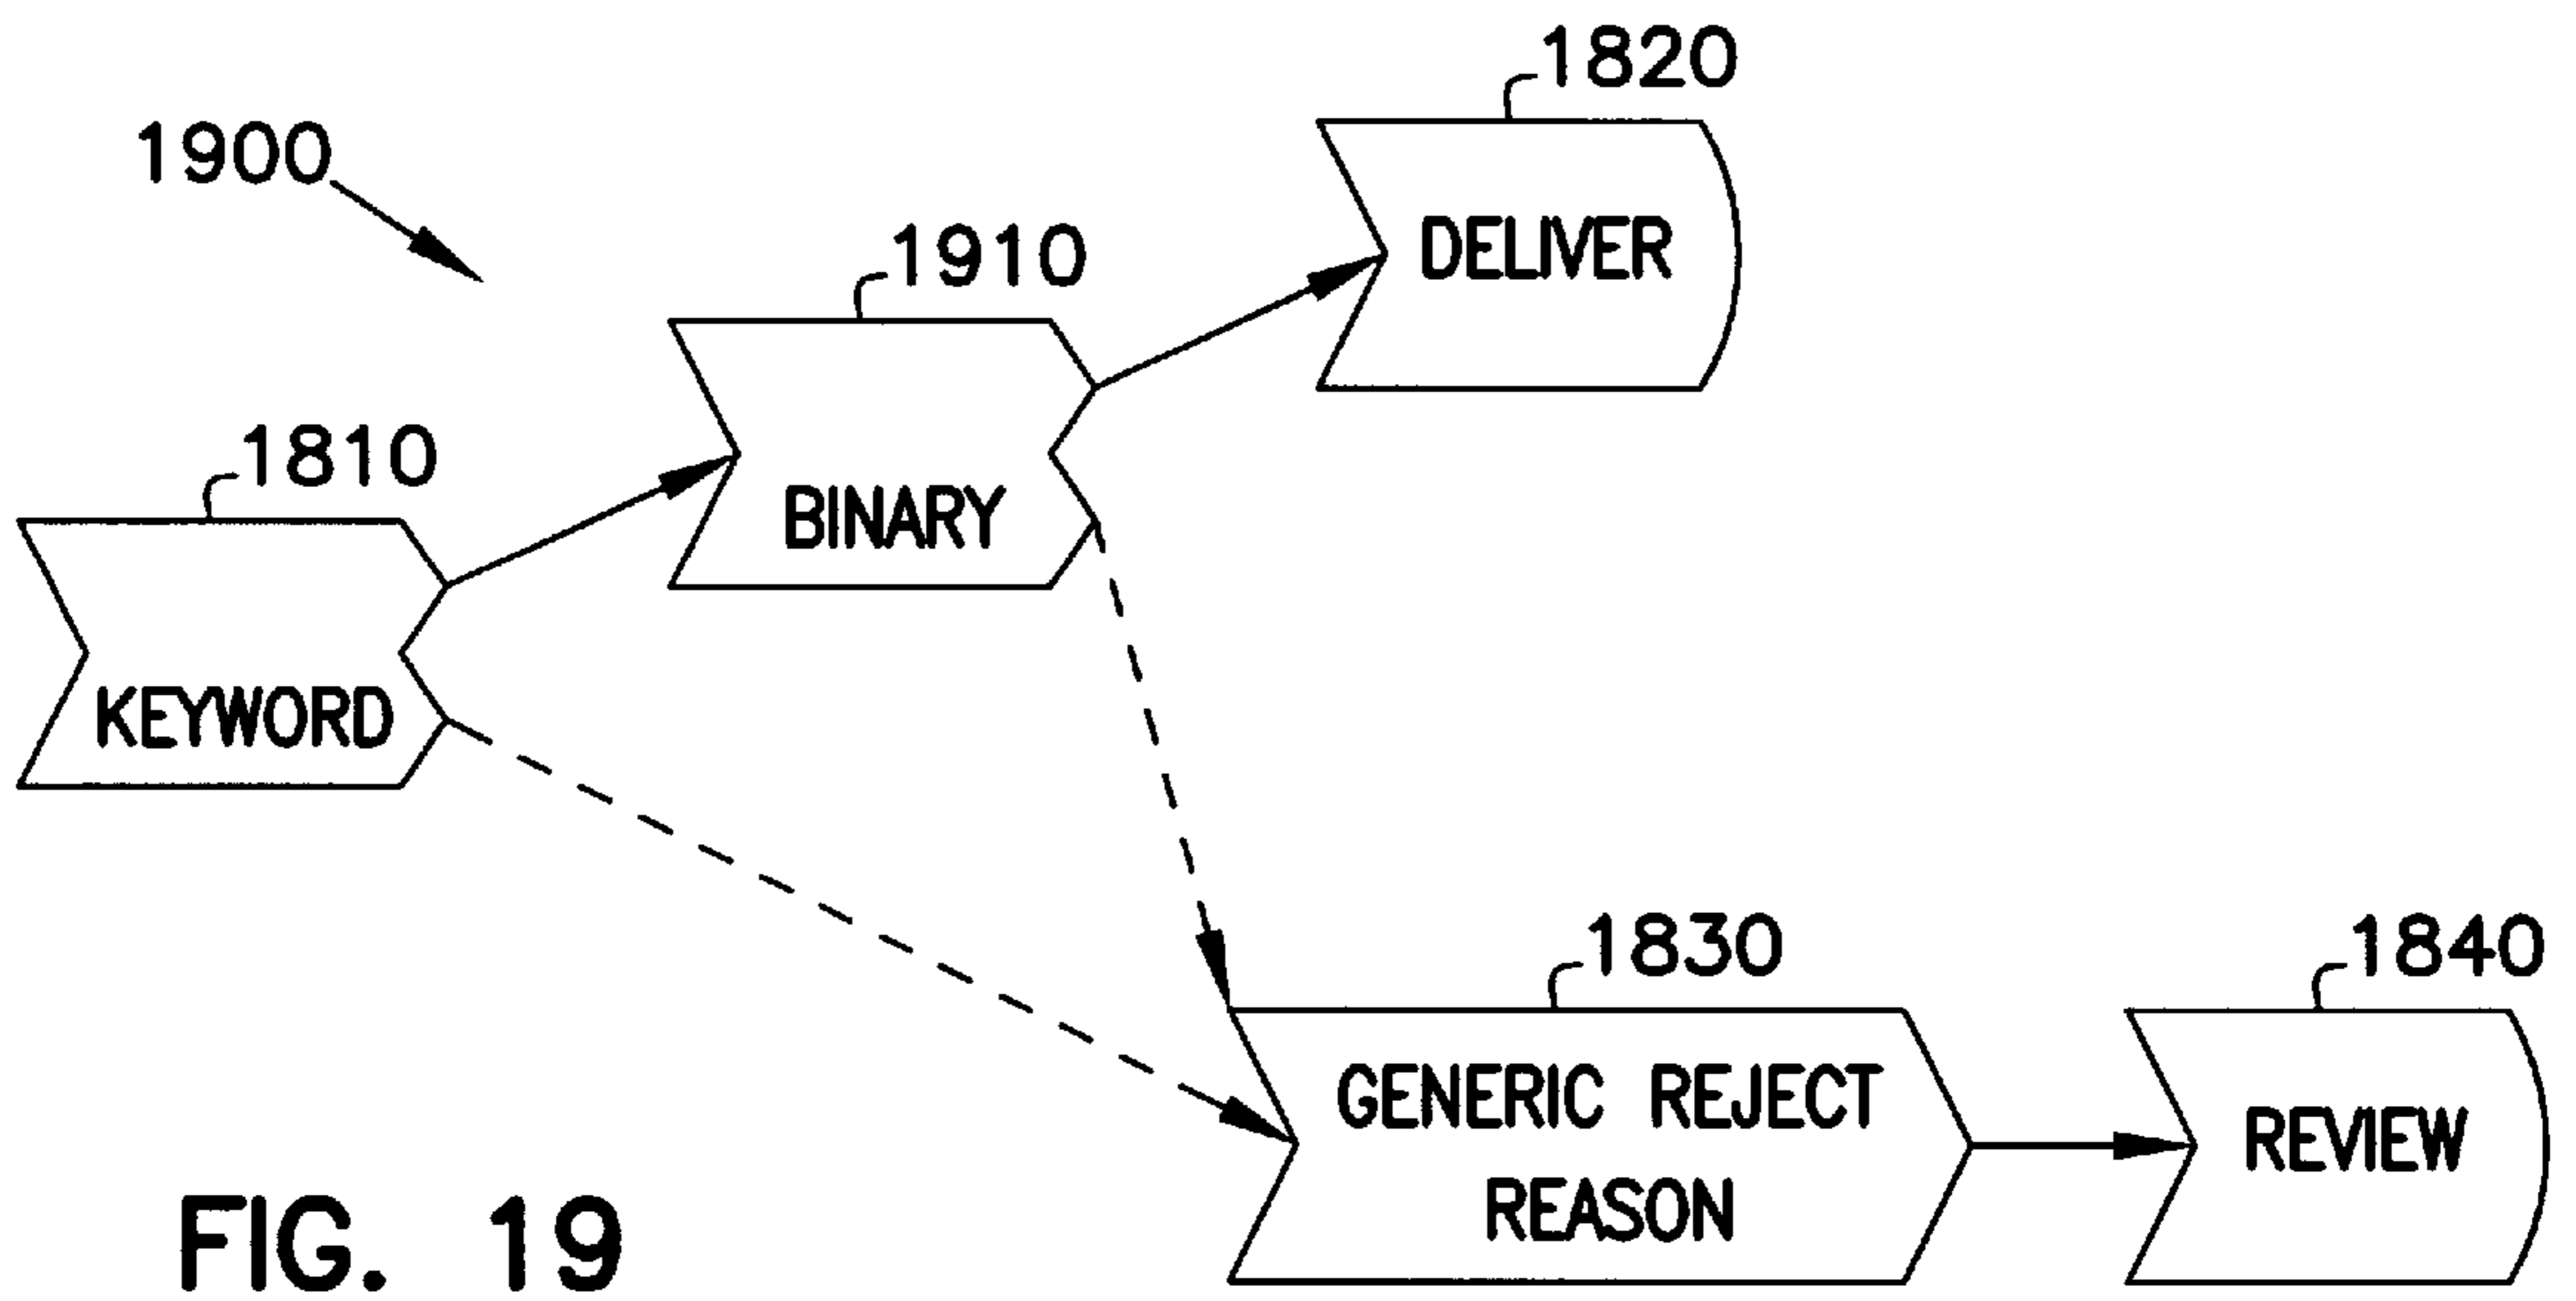 1820
1900
DELIVER
1910
1810
BINARY
KEYWORD
1830
1840
GENERIC REJECT
REASON
REVIEW
FIG. 19